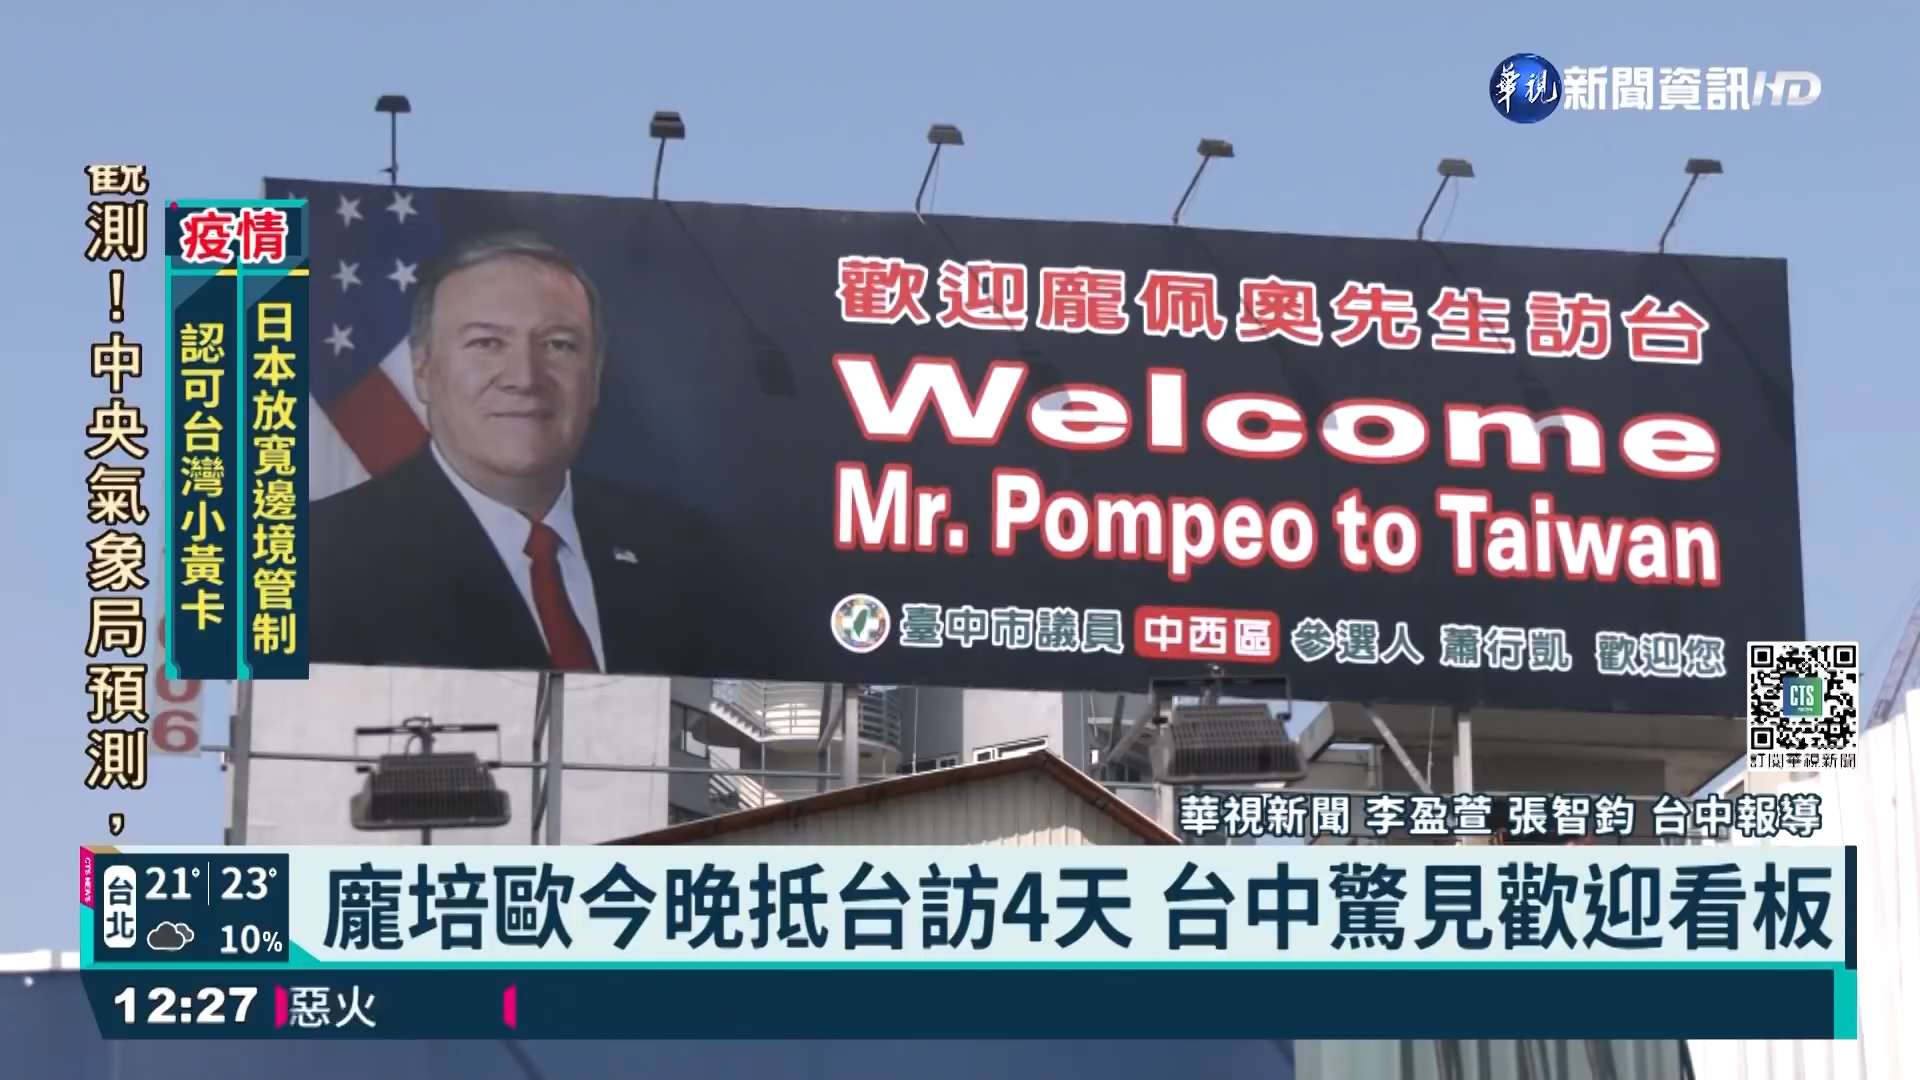 華視 新聞資訊HD
觀測！中央氣象局預測，
疫情
日本放寬邊境管制
認可台灣小黃卡
歡迎龐佩奧先生訪台
Welcome
Mr. Pompeo to Taiwan
臺中市議員 中西區 參選人 蕭行凱 歡迎您
06
CTS
訂閱華視新聞
華視新聞 李盈萱 張智鈞 台中報導
CTS NEWS
台北 21° 23°
10%
龐培歐今晚抵台訪4天 台中驚見歡迎看板
12:27 惡火